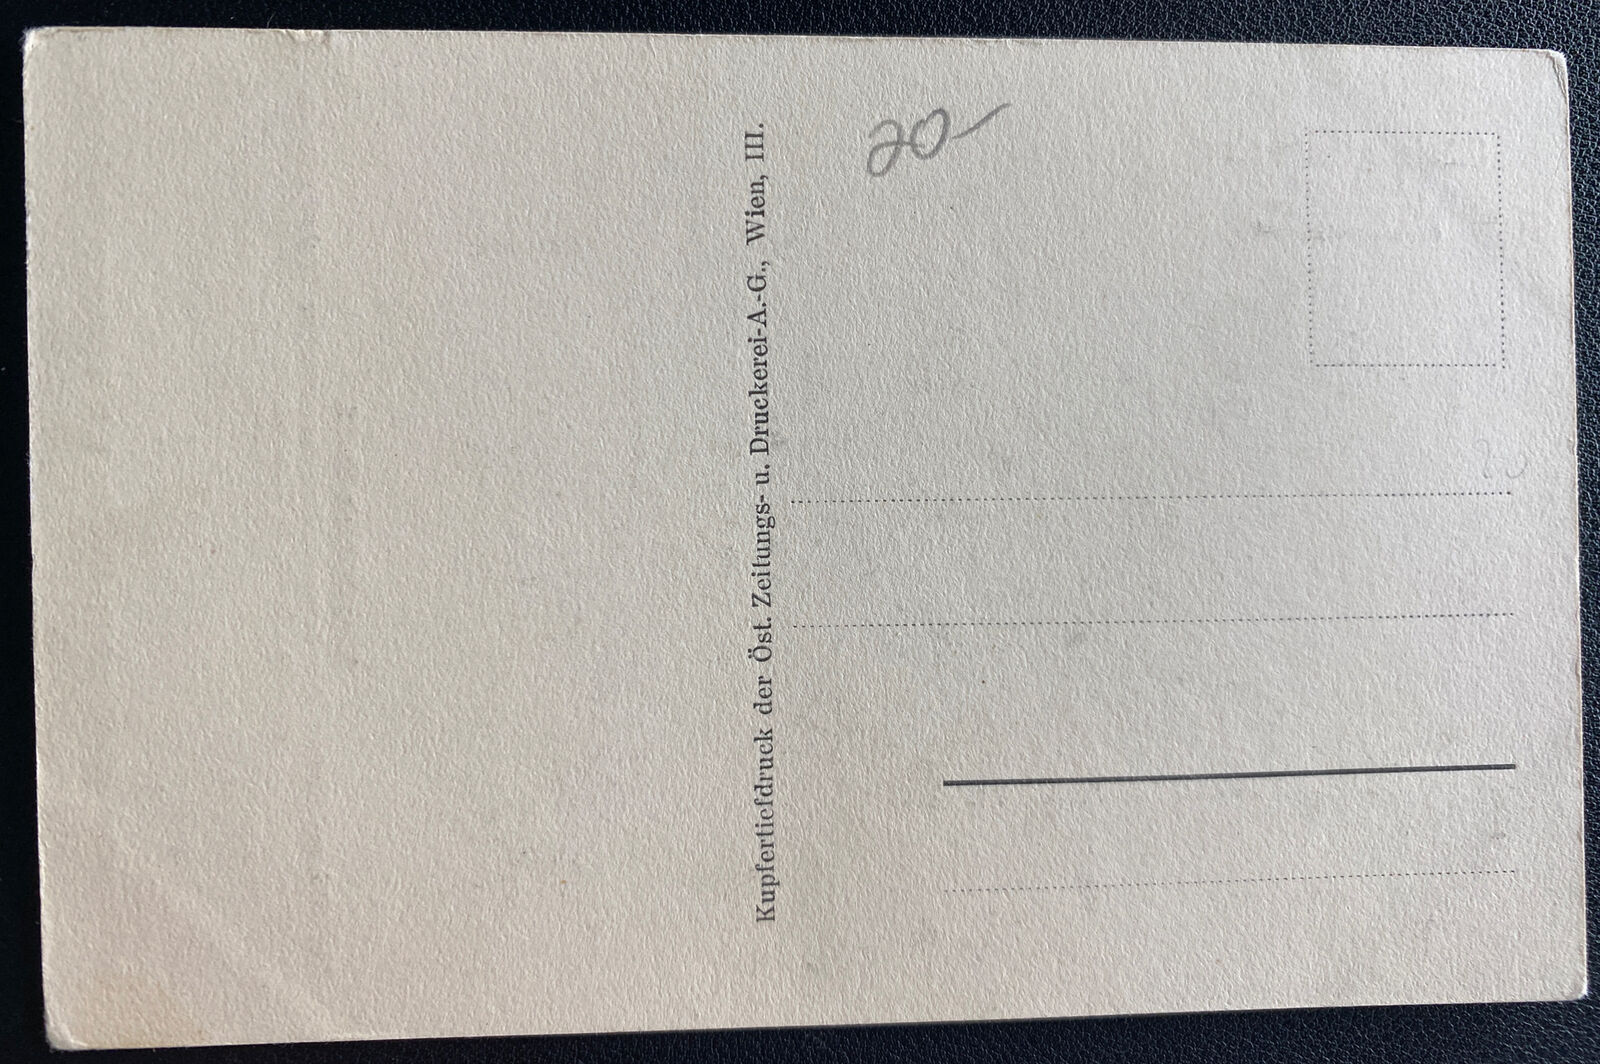 20-
Kupfertiefdruck der Öst. Zeitungs- u. Druckerei-A.-G., Wien, III.